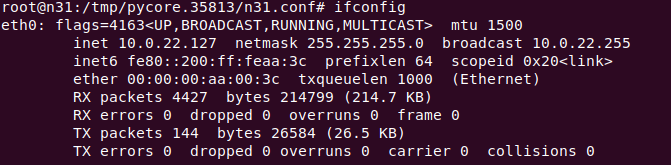 root@n31:/tmp/pycore.35813/n31.conf# ifconfig
eth0: flags=4163<UP,BROADCAST,RUNNING,MULTICAST>  mtu 1500
        inet 10.0.22.127  netmask 255.255.255.0  broadcast 10.0.22.255
        inet6 fe80::200:ff:feaa:3c  prefixlen 64  scopeid 0x20<link>
        ether 00:00:00:aa:00:3c  txqueuelen 1000  (Ethernet)
        RX packets 4427  bytes 214799 (214.7 KB)
        RX errors 0  dropped 0  overruns 0  frame 0
        TX packets 144  bytes 26584 (26.5 KB)
        TX errors 0  dropped 0 overruns 0  carrier 0  collisions 0